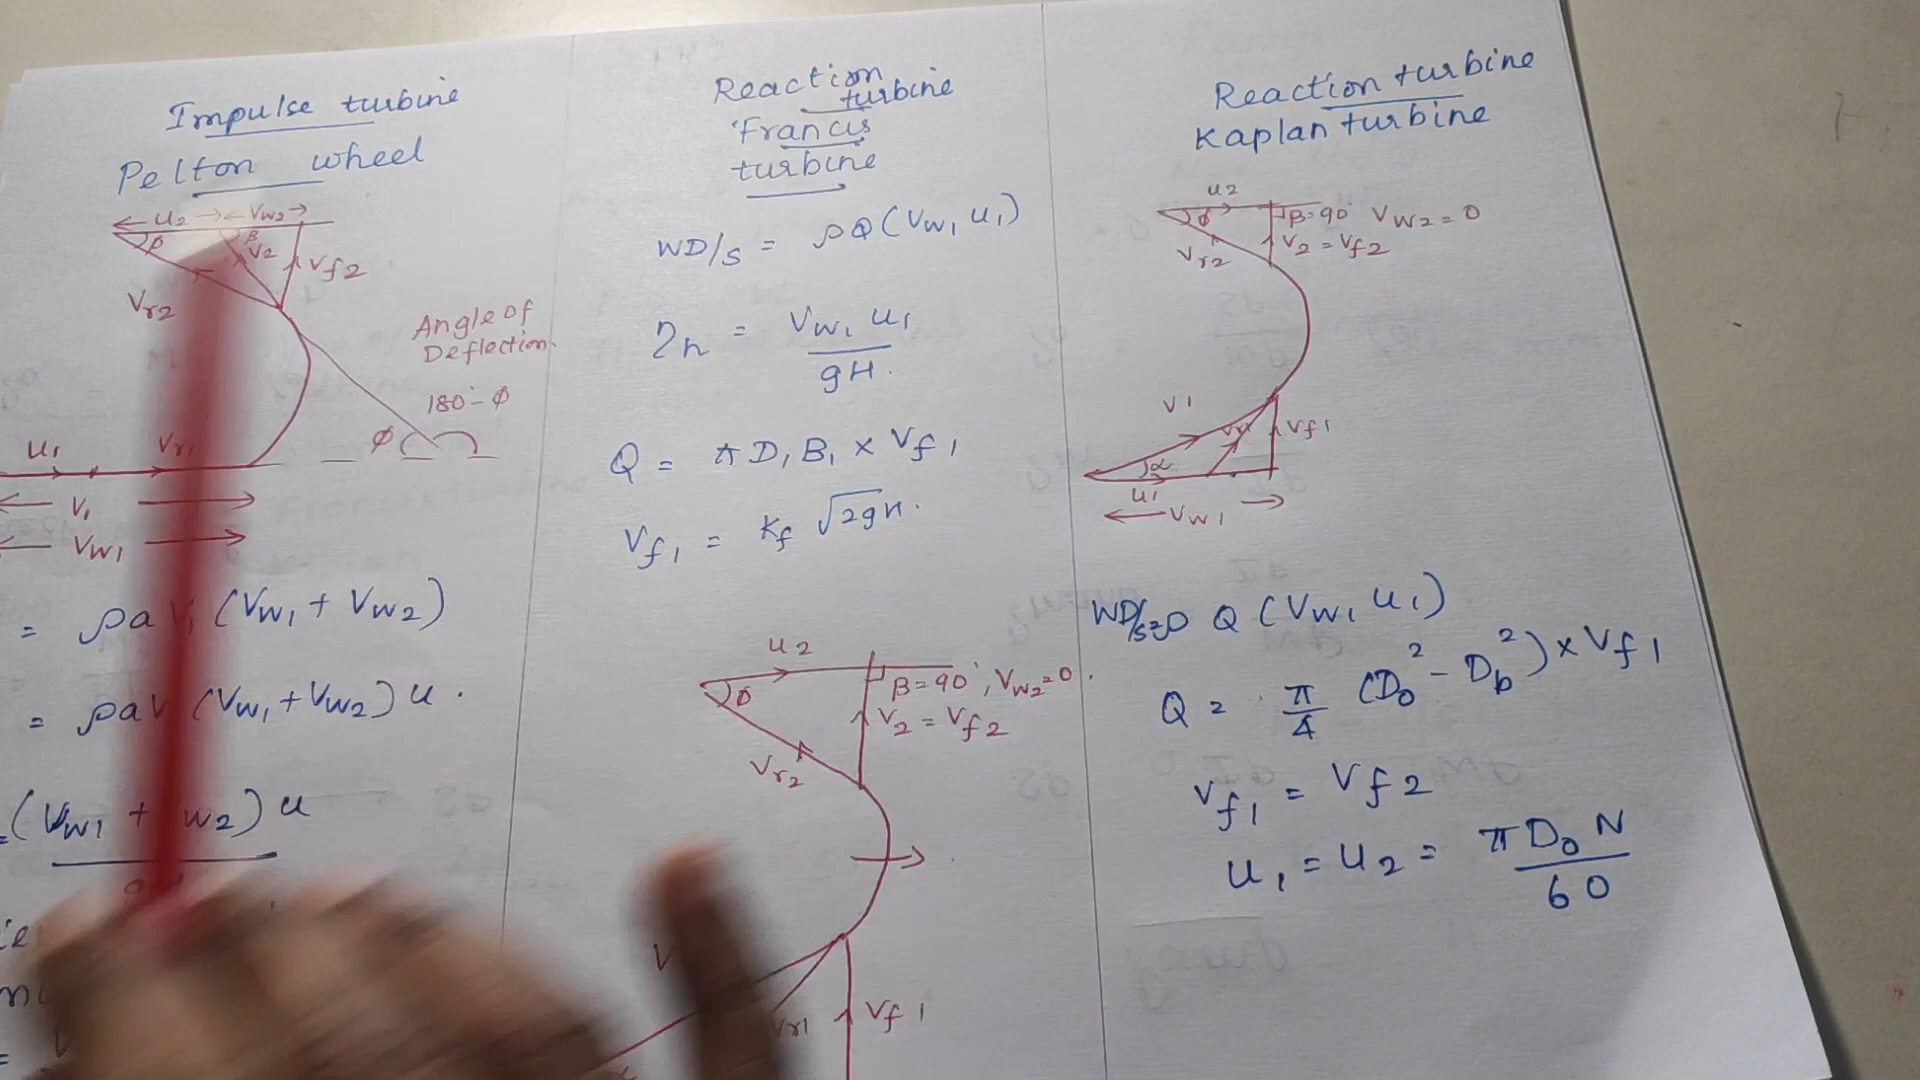 Impulse turbine
Pelton wheel
u2 Vw2
ϕ β V2 Vf2
Vr2
Angle of
Deflection.
180°-ϕ
ϕ
u1 Vr1
V1
Vw1
= ρaV1 (Vw1 + Vw2)
= ρaV (Vw1 + Vw2) u .
=(Vw1 + w2) u
Reaction
turbine
Francis
turbine
WD/s = ρQ (Vw1 u1)
ηh = Vw1 u1
gH.
Q = π D1 B1 × Vf1
Vf1 = Kf √2gH.
u2
ϕ β=90°, Vw2=0.
V2 = Vf2
Vr2
V
Vr1 Vf1
Reaction turbine
Kaplan turbine
u2
ϕ β=90° Vw2=0
V2 = Vf2
Vr2
V1
Vr1 Vf1
α
u1
Vw1
WD/s=ρ Q (Vw1 u1)
Q = π/4 (Do² - Db²) × Vf1
Vf1 = Vf2
u1 = u2 = πDoN
60